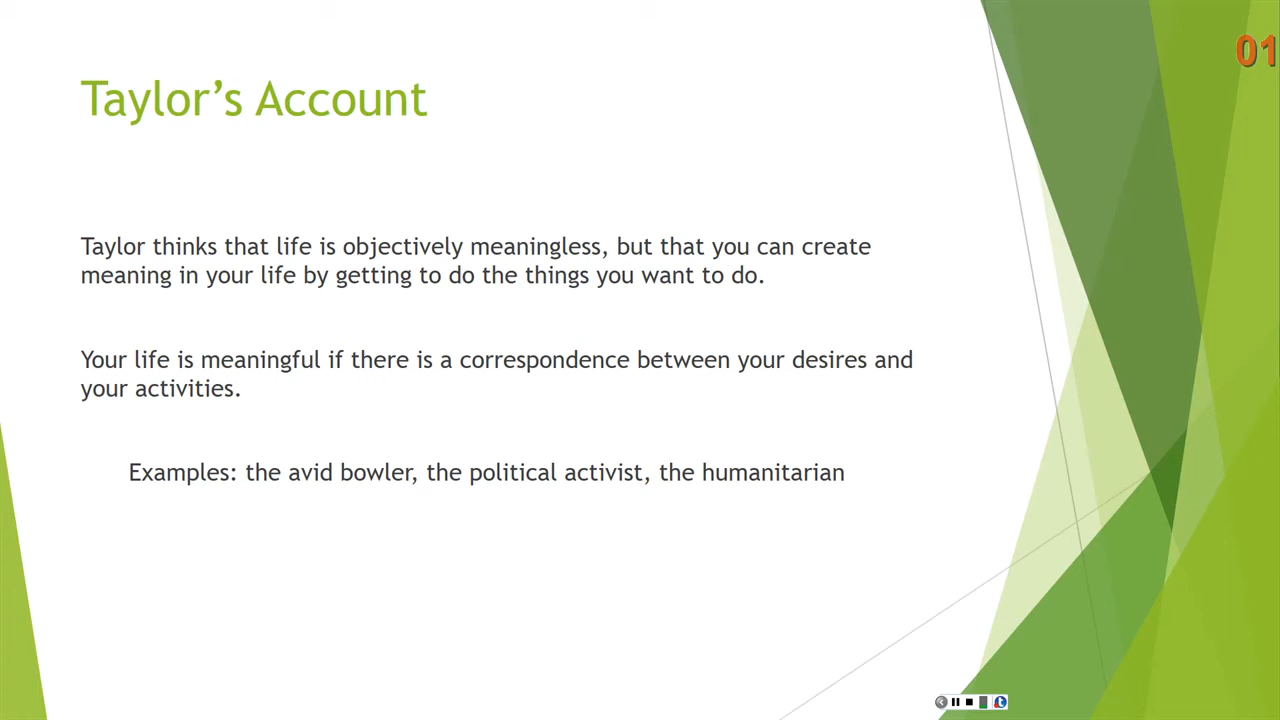 01
Taylor’s Account
Taylor thinks that life is objectively meaningless, but that you can create
meaning in your life by getting to do the things you want to do.
Your life is meaningful if there is a correspondence between your desires and
your activities.
Examples: the avid bowler, the political activist, the humanitarian